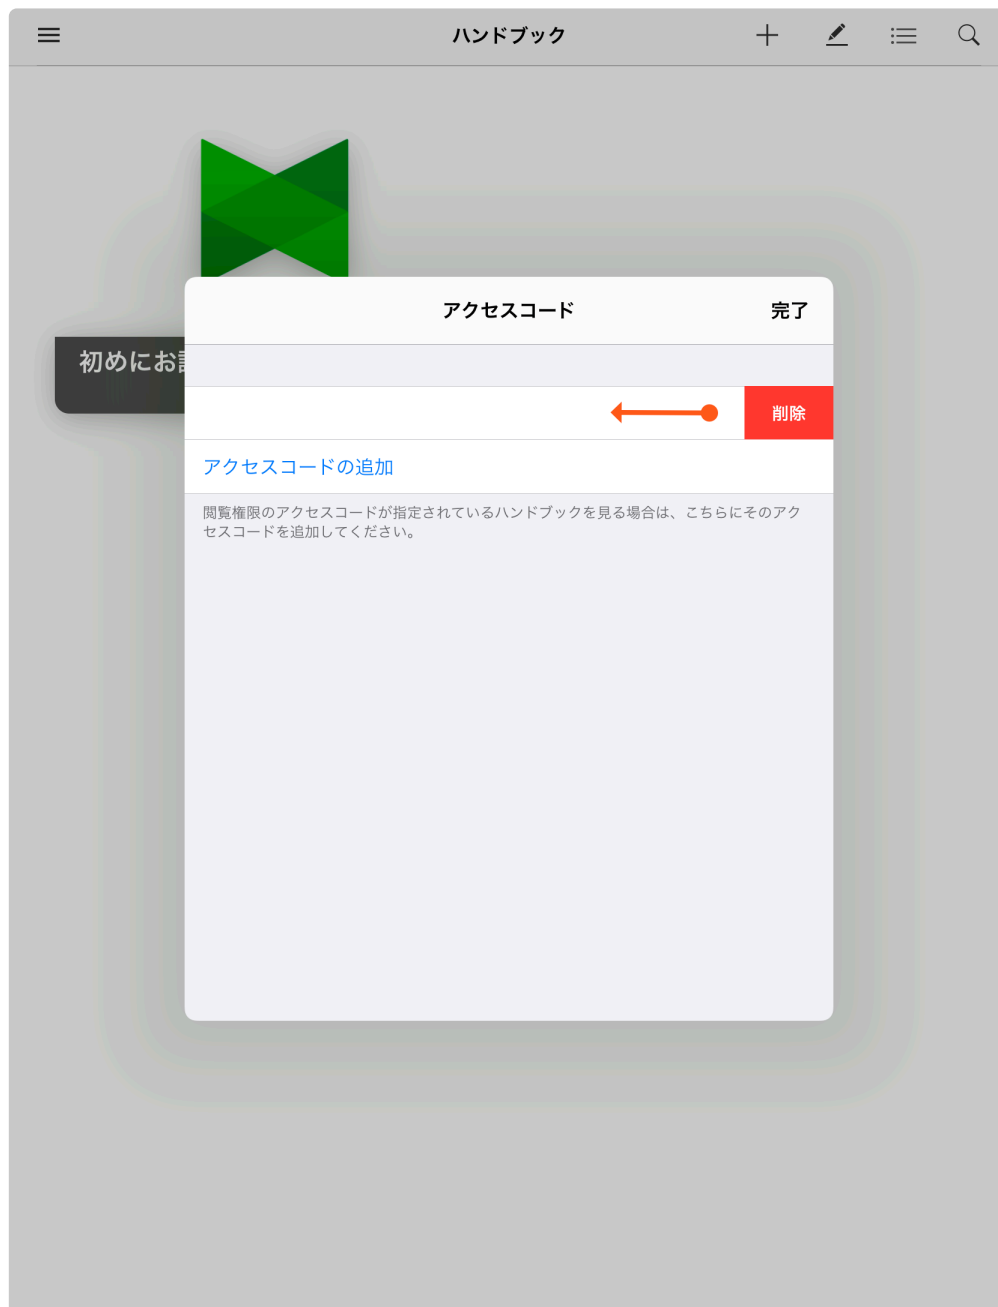 ハンドブック
アクセスコード
完了
初めにお
削除
アクセスコードの追加
閲覧権限のアクセスコードが指定されているハンドブックを見る場合は、こちらにそのアク
セスコードを追加してください。